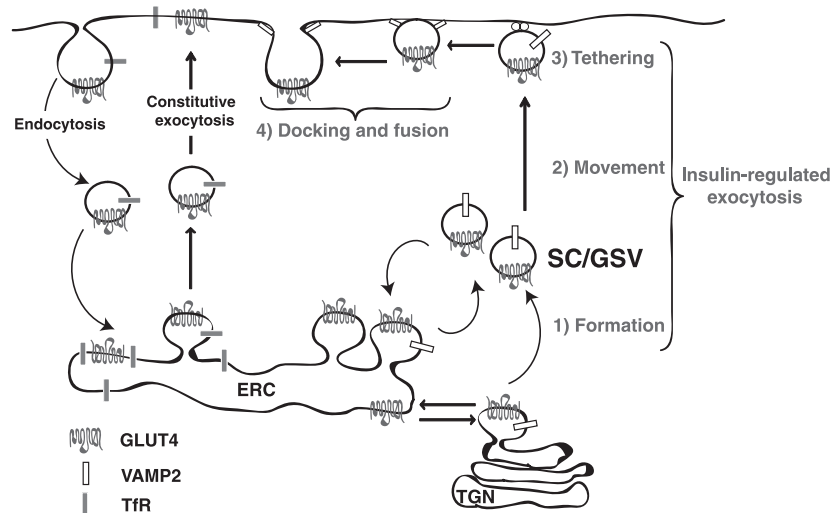 3) Tethering
Constitutive
exocytosis
Endocytosis
4) Docking and fusion
2) Movement
Insulin-regulated
exocytosis
SC/GSV
1) Formation
ERC
GLUT4
VAMP2
TfR
TGN